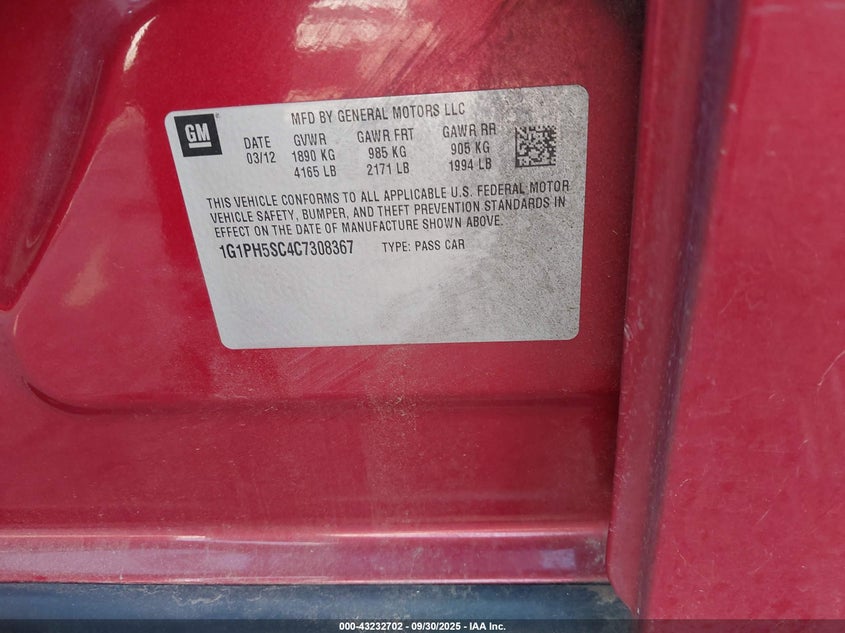 GM
MFD BY GENERAL MOTORS LLC
DATE GVWR GAWR FRT GAWR RR
03/12 1890 KG 985 KG 905 KG
4165 LB 2171 LB 1994 LB
THIS VEHICLE CONFORMS TO ALL APPLICABLE U.S. FEDERAL MOTOR
VEHICLE SAFETY, BUMPER, AND THEFT PREVENTION STANDARDS IN
EFFECT ON THE DATE OF MANUFACTURE SHOWN ABOVE.
1G1PH5SC4C7308367 TYPE: PASS CAR
000-43232702 - 09/30/2025 - IAA Inc.